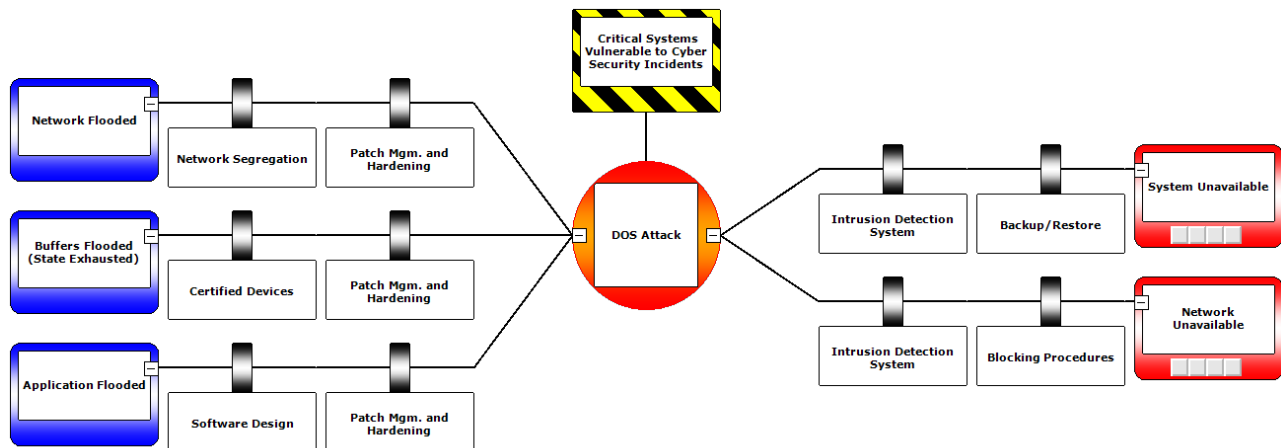 Critical Systems
Vulnerable to Cyber
Security Incidents
Network Flooded
Network Segregation
Patch Mgm. and
Hardening
Buffers Flooded
(State Exhausted)
Certified Devices
Patch Mgm. and
Hardening
Application Flooded
Software Design
Patch Mgm. and
Hardening
DOS Attack
Intrusion Detection
System
Backup/Restore
System Unavailable
Intrusion Detection
System
Blocking Procedures
Network
Unavailable